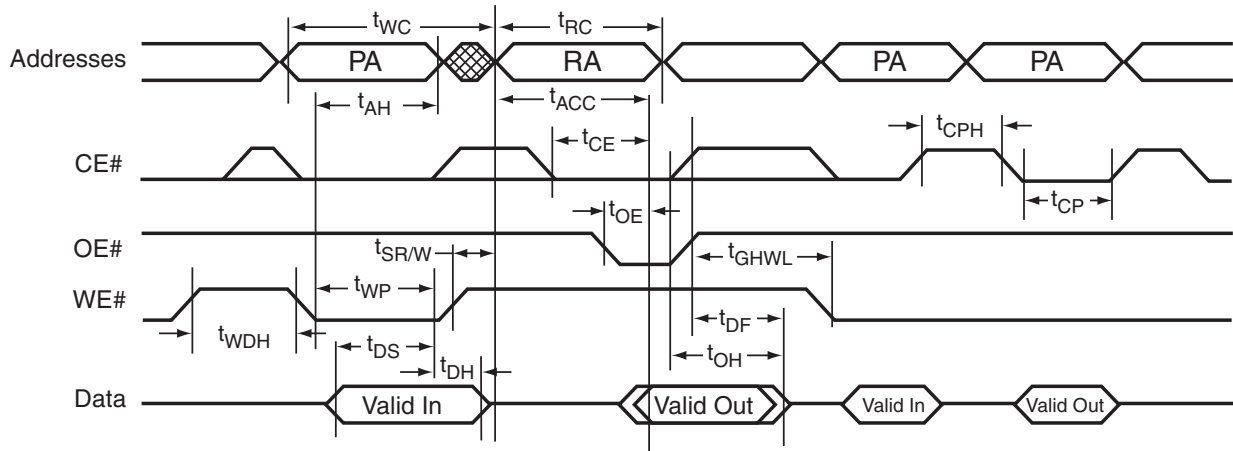 tWC tRC
Addresses PA RA PA PA
tAH tACC
tCPH
tCE
CE#
tCP
tOE
OE#
tSR/W tGHWL
WE# tWP
tWDH tDF
tDS tOH
tDH
Data Valid In Valid Out Valid In Valid Out